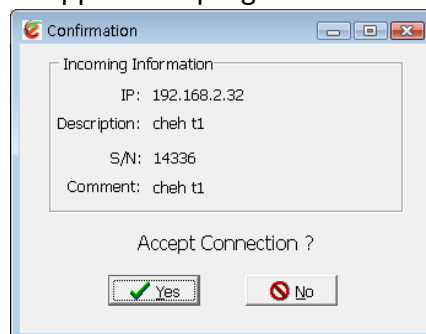 Confirmation
Incoming Information
IP: 192.168.2.32
Description: cheh t1
S/N: 14336
Comment: cheh t1
Accept Connection ?
Yes
No